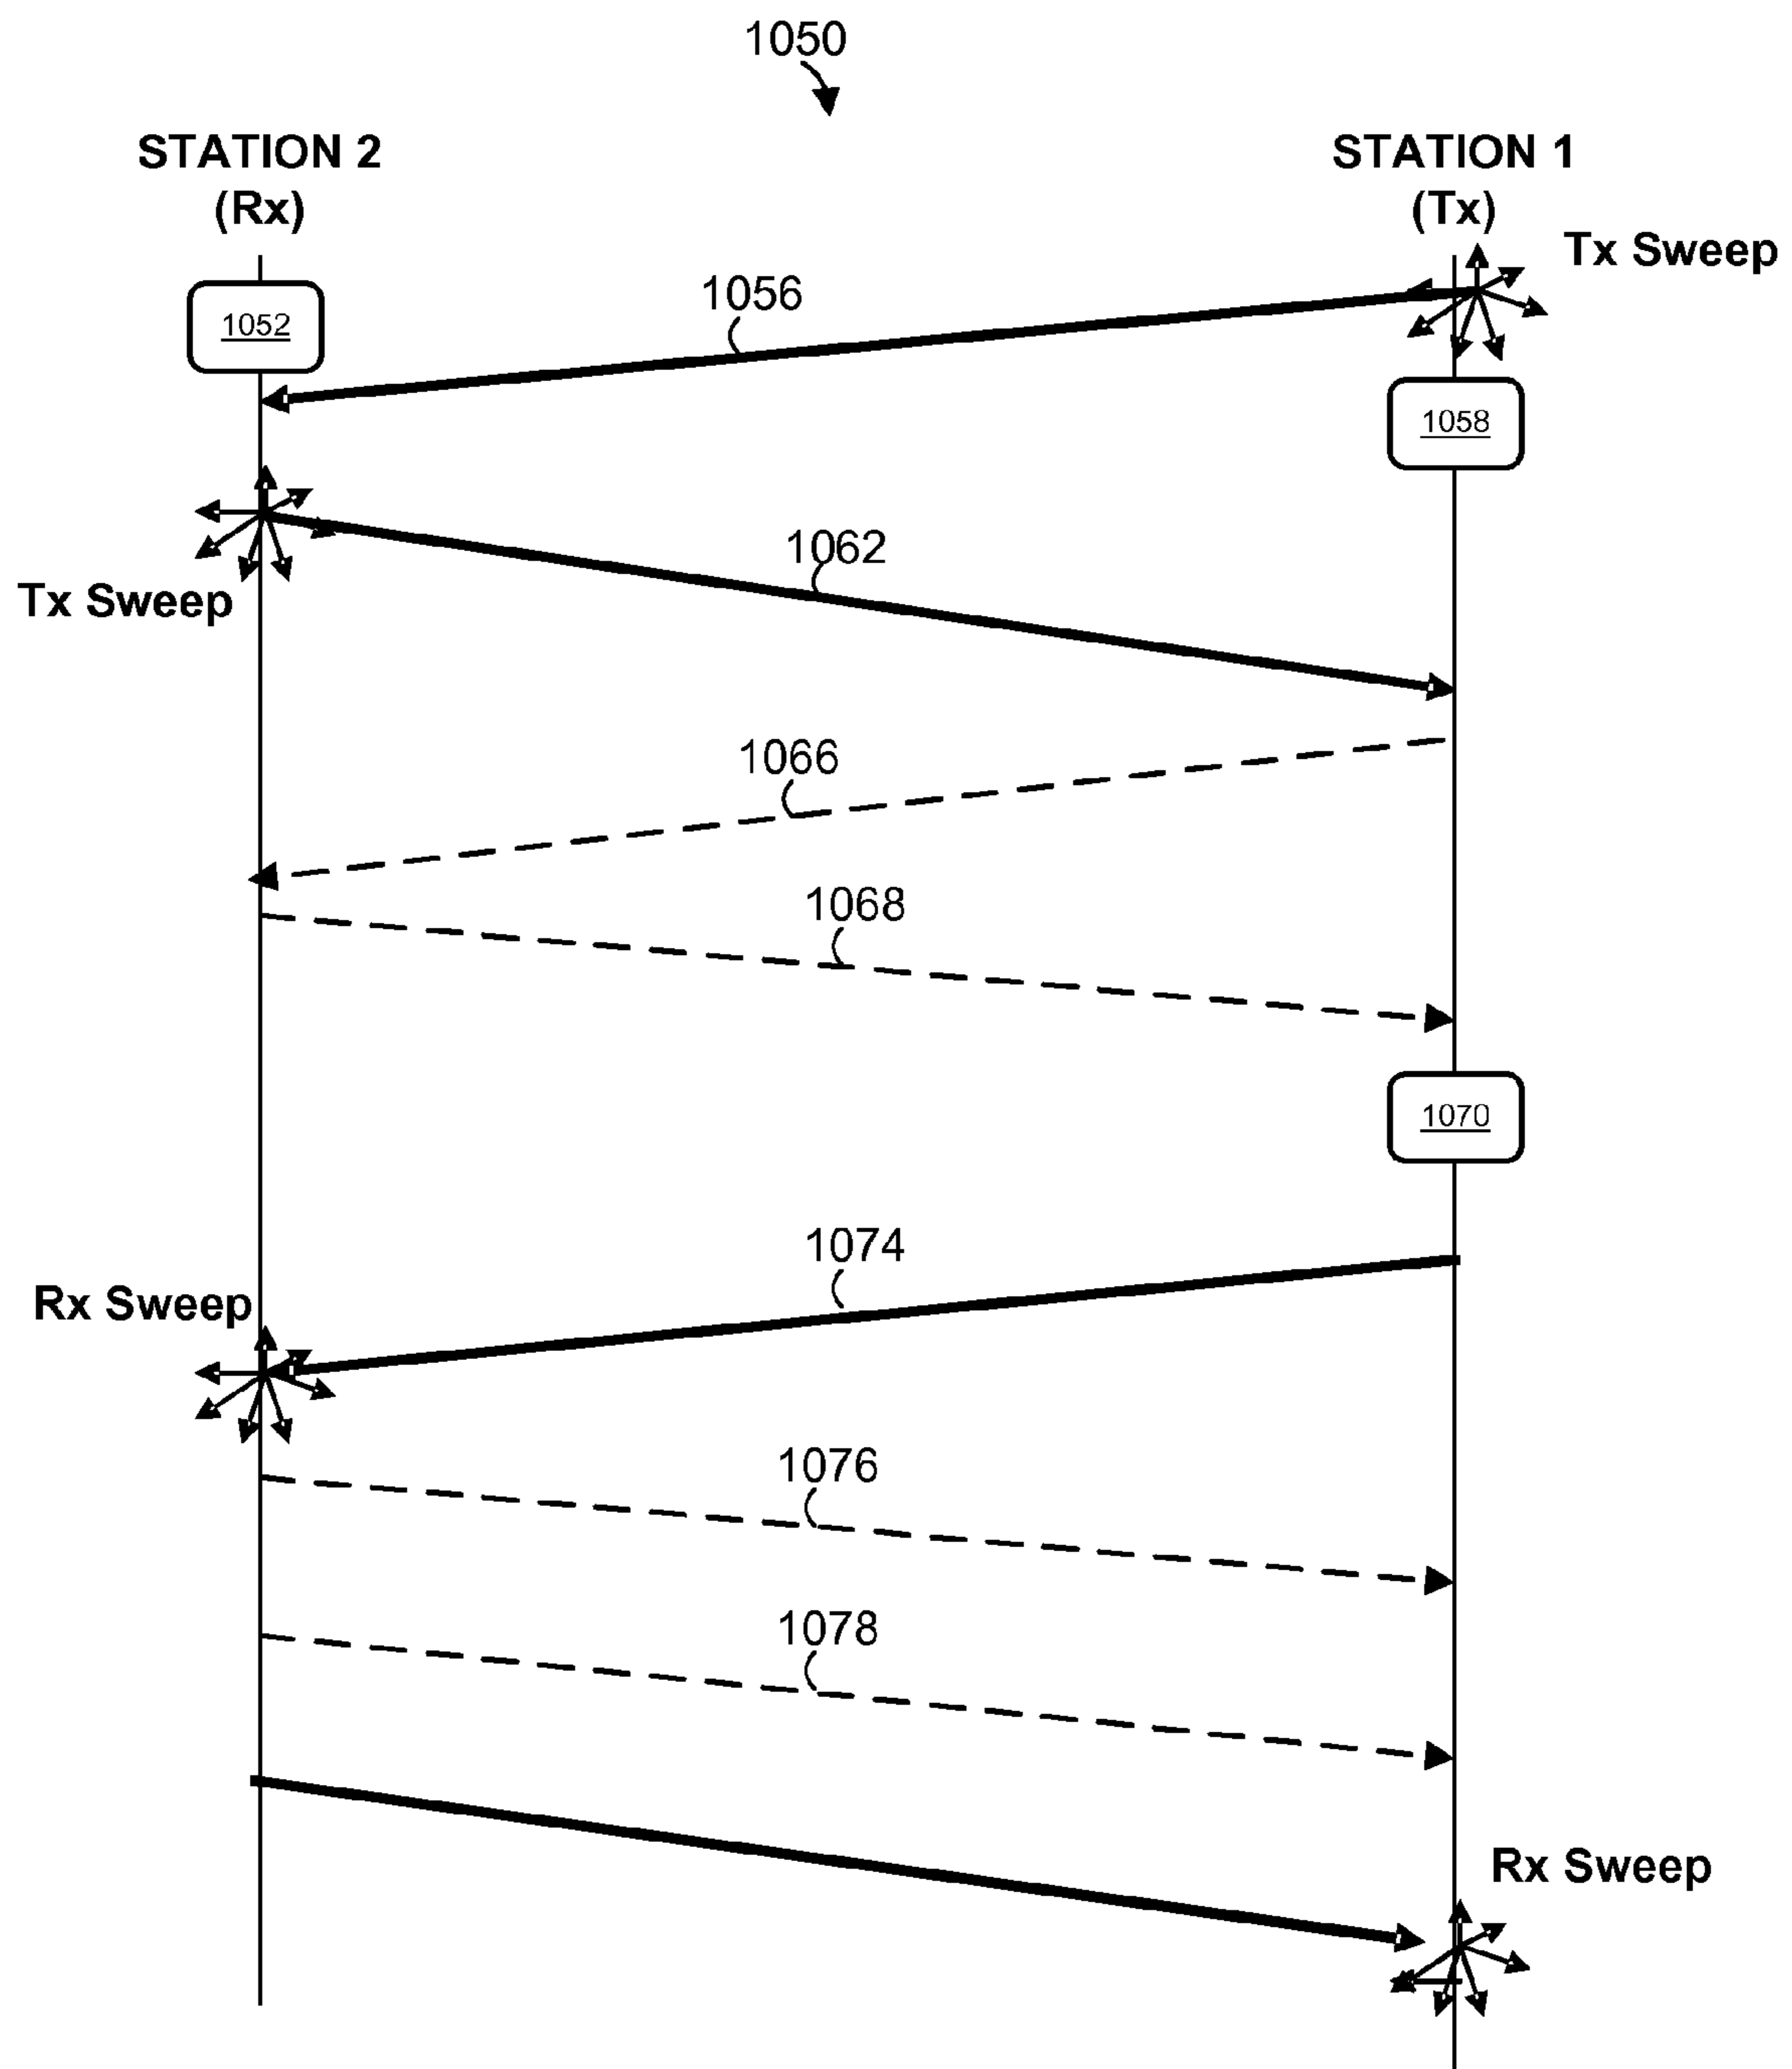 1050
STATION 2
(Rx)
STATION 1
(Tx)
Tx Sweep
1052
1056
1058
1062
Tx Sweep
1066
1068
1070
1074
Rx Sweep
1076
1078
Rx Sweep